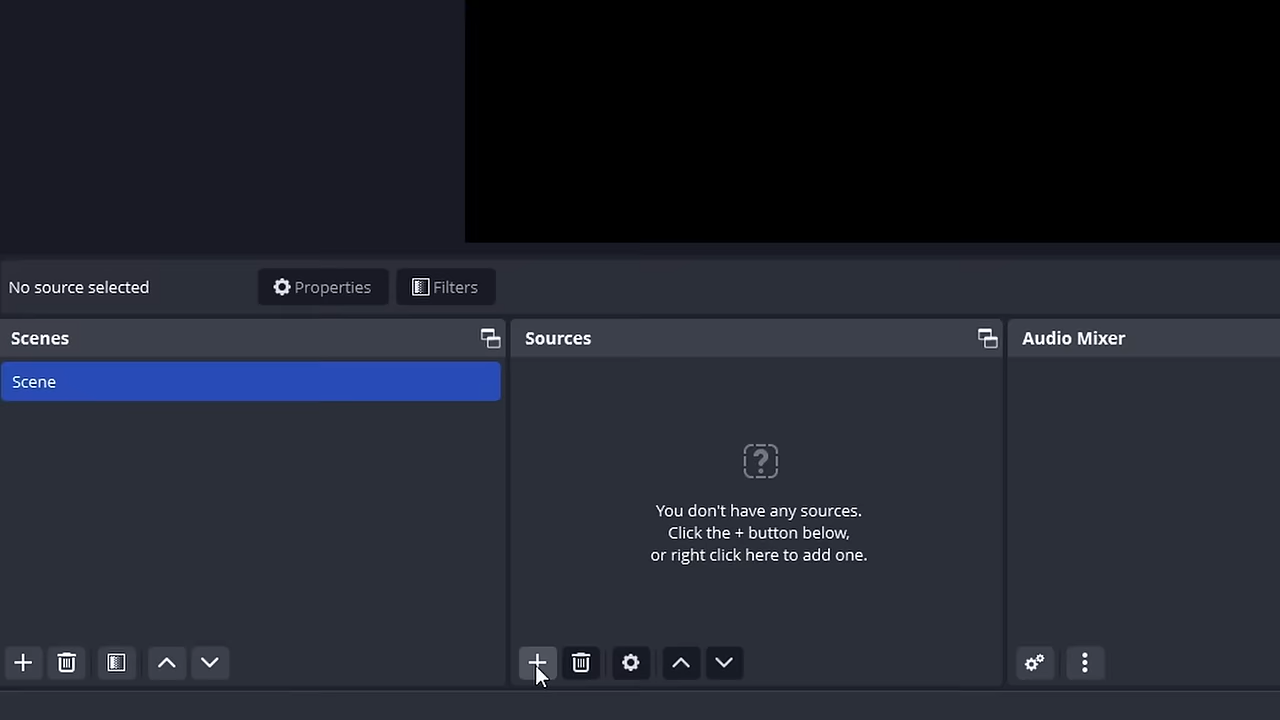 No source selected
Properties
Filters
Scenes
Sources
Audio Mixer
Scene
You don't have any sources.
Click the + button below,
or right click here to add one.